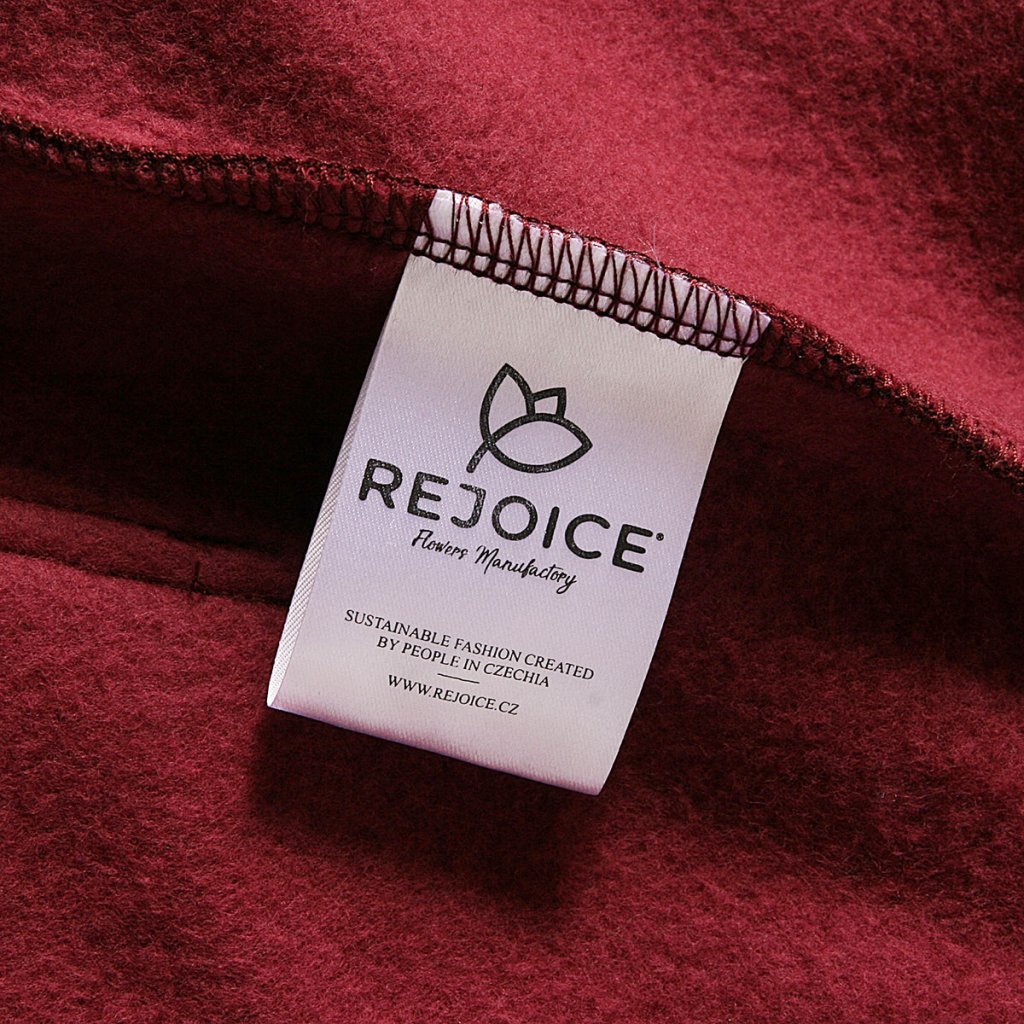 REJOICE®
Flowers Manufactory
SUSTAINABLE FASHION CREATED
BY PEOPLE IN CZECHIA
WWW.REJOICE.CZ